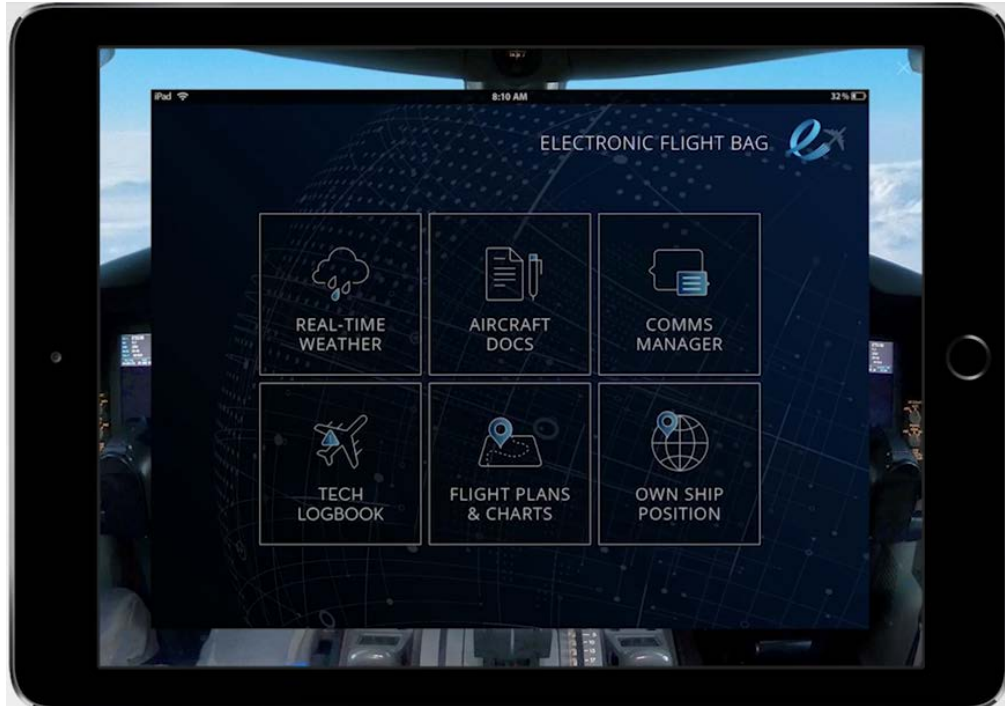 iPad 8:10 AM 32%
ELECTRONIC FLIGHT BAG
REAL-TIME
WEATHER
AIRCRAFT
DOCS
COMMS
MANAGER
TECH
LOGBOOK
FLIGHT PLANS
& CHARTS
OWN SHIP
POSITION